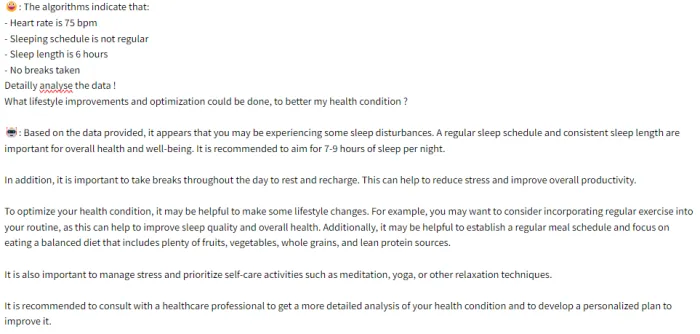 😀: The algorithms indicate that:
- Heart rate is 75 bpm
- Sleeping schedule is not regular
- Sleep length is 6 hours
- No breaks taken
Detailly analyse the data !
What lifestyle improvements and optimization could be done, to better my health condition ?
🤖: Based on the data provided, it appears that you may be experiencing some sleep disturbances. A regular sleep schedule and consistent sleep length are
important for overall health and well-being. It is recommended to aim for 7-9 hours of sleep per night.
In addition, it is important to take breaks throughout the day to rest and recharge. This can help to reduce stress and improve overall productivity.
To optimize your health condition, it may be helpful to make some lifestyle changes. For example, you may want to consider incorporating regular exercise into
your routine, as this can help to improve sleep quality and overall health. Additionally, it may be helpful to establish a regular meal schedule and focus on
eating a balanced diet that includes plenty of fruits, vegetables, whole grains, and lean protein sources.
It is also important to manage stress and prioritize self-care activities such as meditation, yoga, or other relaxation techniques.
It is recommended to consult with a healthcare professional to get a more detailed analysis of your health condition and to develop a personalized plan to
improve it.